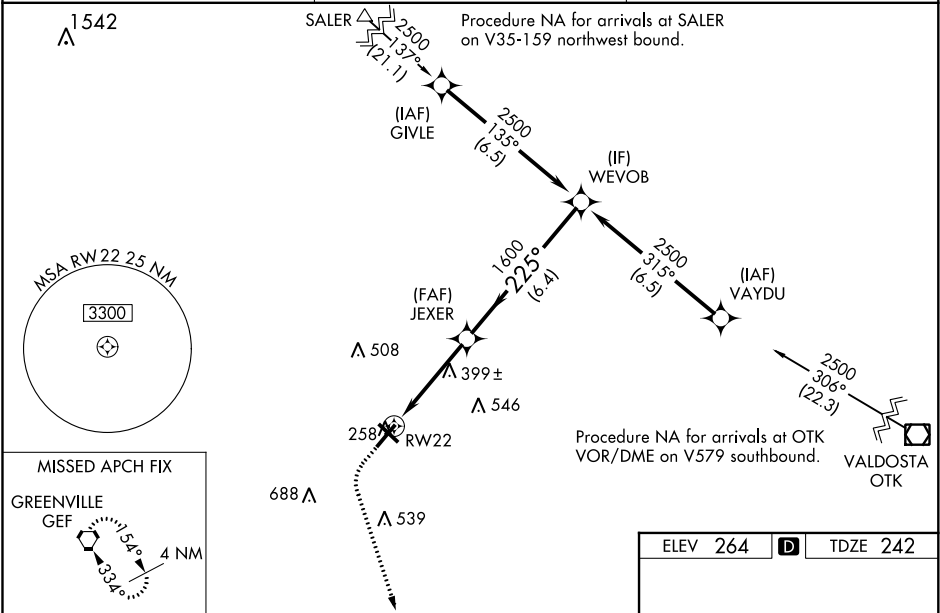 1542
SALER
2500
137°
(21.1)
Procedure NA for arrivals at SALER
on V35-159 northwest bound.
(IAF)
GIVLE
2500
135°
(6.5)
(IF)
WEVOB
MSA RW22 25 NM
3300
1600
225°
(6.4)
2500
315°
(6.5)
(IAF)
VAYDU
(FAF)
JEXER
508
399±
546
2500
306°
(22.3)
258
RW22
Procedure NA for arrivals at OTK
VOR/DME on V579 southbound.
VALDOSTA
OTK
MISSED APCH FIX
GREENVILLE
GEF
154°
4 NM
334°
688
539
ELEV 264 D TDZE 242